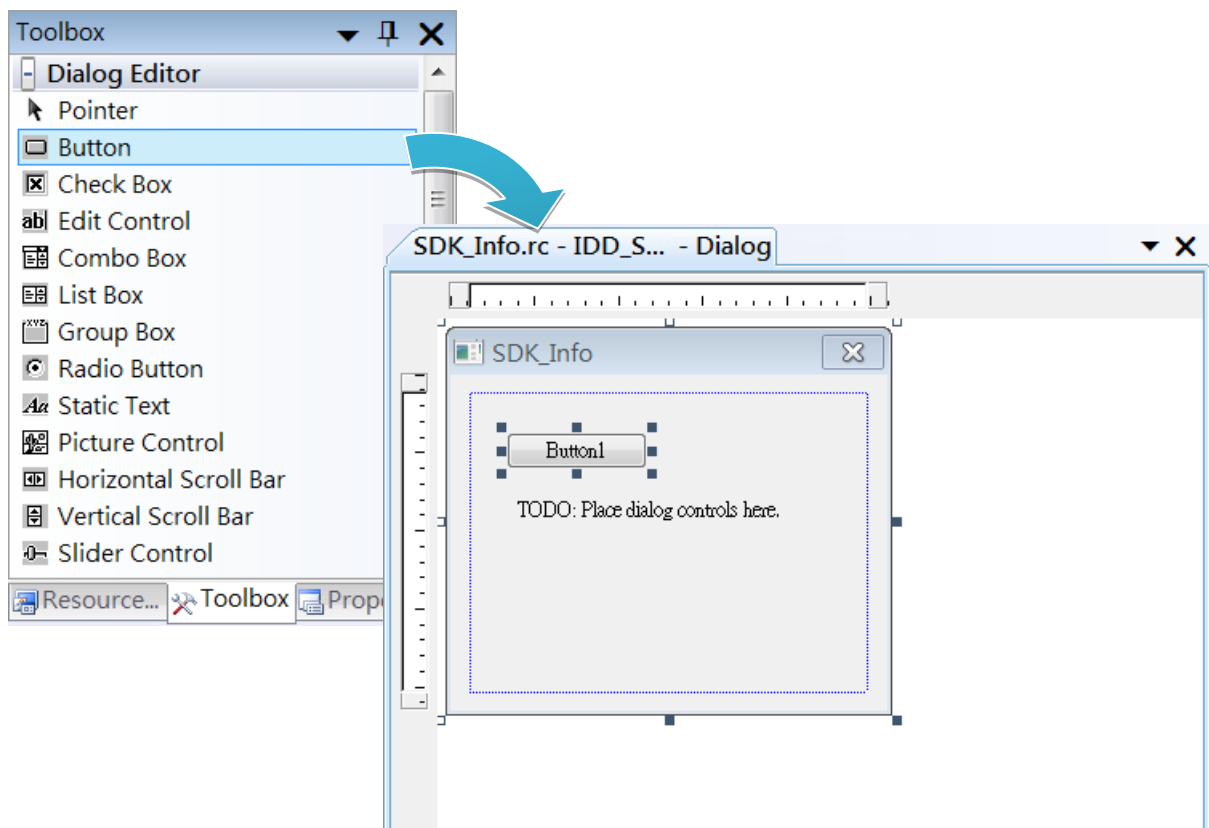 Toolbox
Dialog Editor
Pointer
Button
Check Box
Edit Control
Combo Box
List Box
Group Box
Radio Button
Static Text
Picture Control
Horizontal Scroll Bar
Vertical Scroll Bar
Slider Control
Resource... Toolbox Prope
SDK_Info.rc - IDD_S... - Dialog
SDK_Info
Button1
TODO: Place dialog controls here.